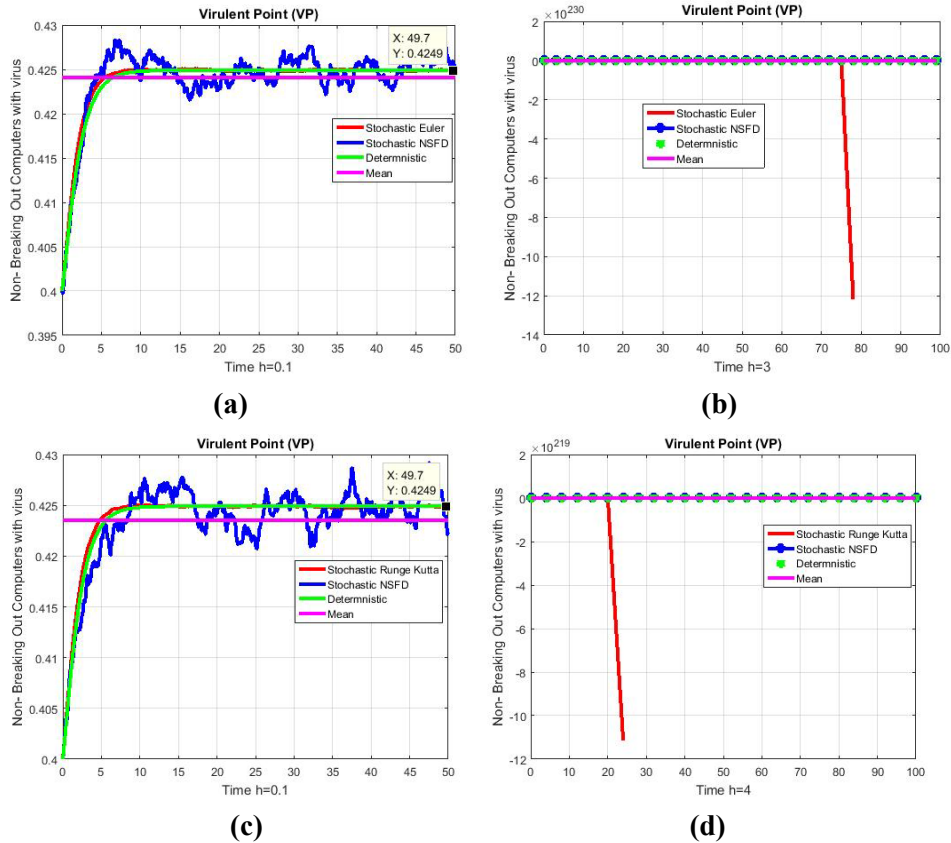 Virulent Point (VP)
Non- Breaking Out Computers with virus
0.43
0.425
0.42
0.415
0.41
0.405
0.4
0.395
X: 49.7
Y: 0.4249
Stochastic Euler
Stochastic NSFD
Determnistic
Mean
0 5 10 15 20 25 30 35 40 45 50
Time h=0.1
(a)
×10^230
Virulent Point (VP)
Non- Breaking Out Computers with virus
2
0
-2
-4
-6
-8
-10
-12
-14
Stochastic Euler
Stochastic NSFD
Determnistic
Mean
0 10 20 30 40 50 60 70 80 90 100
Time h=3
(b)
Virulent Point (VP)
Non- Breaking Out Computers with virus
0.43
0.425
0.42
0.415
0.41
0.405
0.4
X: 49.7
Y: 0.4249
Stochastic Runge Kutta
Stochastic NSFD
Determnistic
Mean
0 5 10 15 20 25 30 35 40 45 50
Time h=0.1
(c)
×10^219
Virulent Point (VP)
Non- Breaking Out Computers with virus
2
0
-2
-4
-6
-8
-10
-12
Stochastic Runge Kutta
Stochastic NSFD
Determnistic
Mean
0 10 20 30 40 50 60 70 80 90 100
Time h=4
(d)